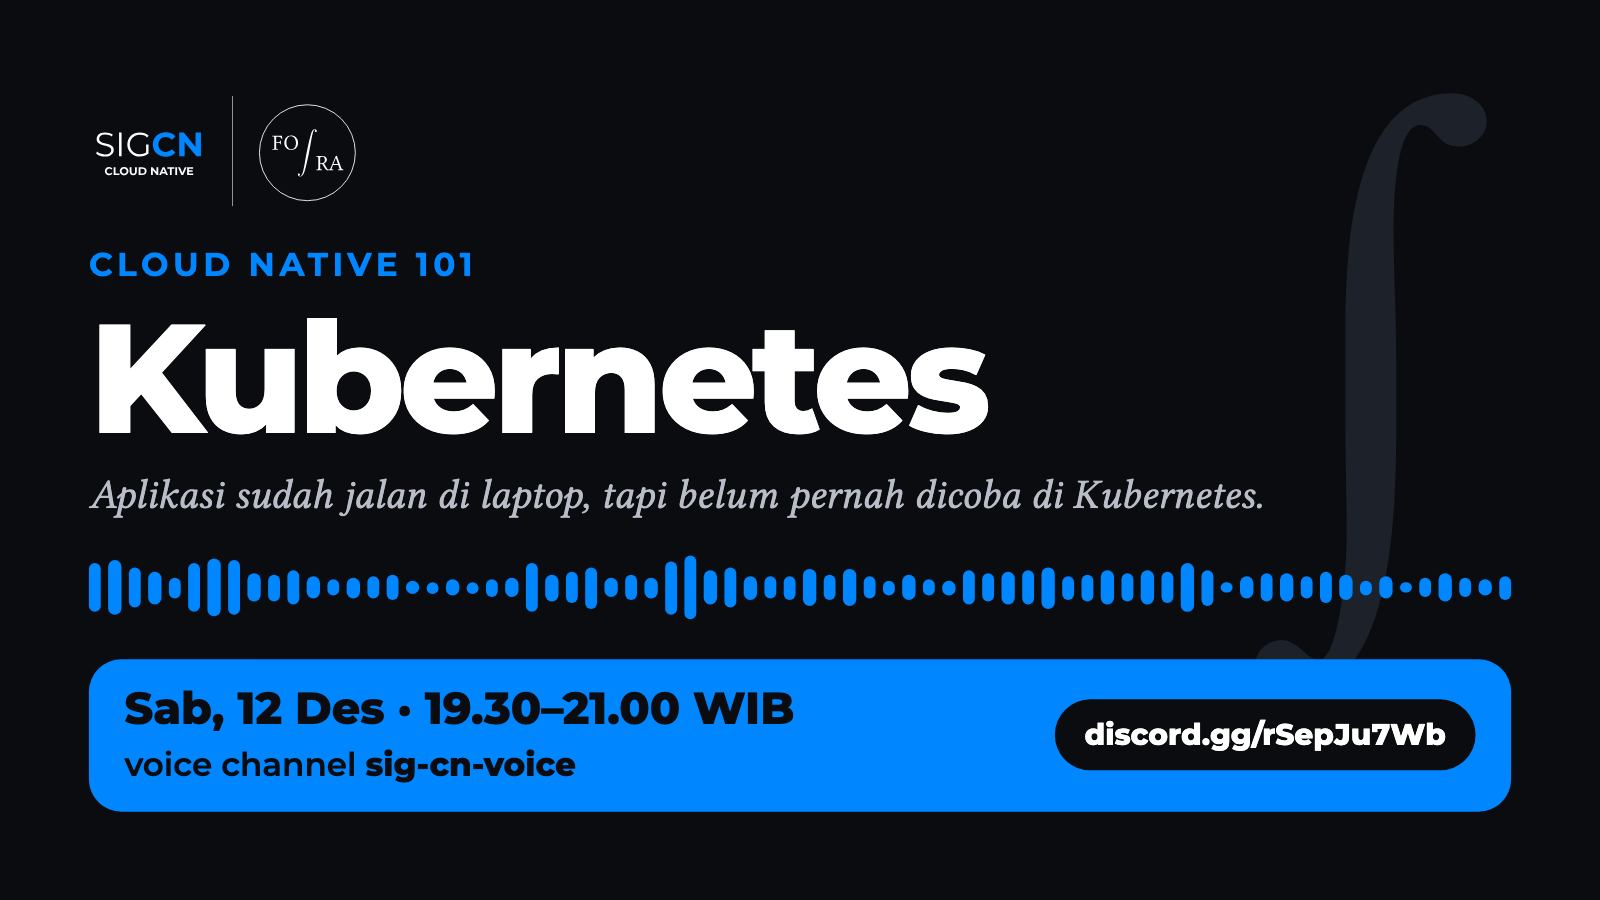 SIGCN
CLOUD NATIVE
FO∫RA
CLOUD NATIVE 101
Kubernetes
Aplikasi sudah jalan di laptop, tapi belum pernah dicoba di Kubernetes.
Sab, 12 Des • 19.30–21.00 WIB
voice channel sig-cn-voice
discord.gg/rSepJu7Wb